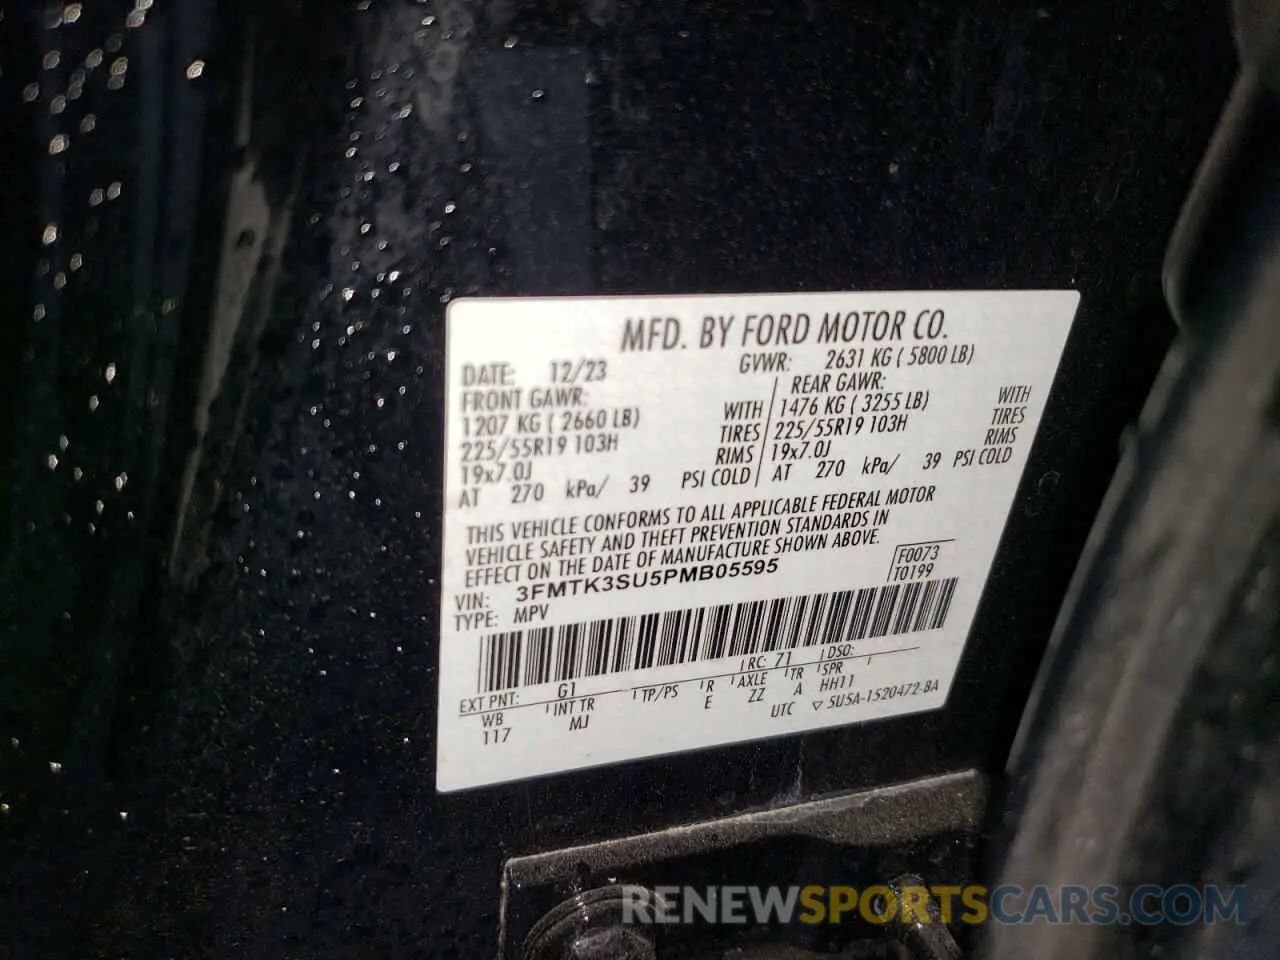 MFD. BY FORD MOTOR CO.
DATE: 12/23 GVWR: 2631 KG ( 5800 LB)
FRONT GAWR: REAR GAWR:
1207 KG ( 2660 LB) WITH 1476 KG ( 3255 LB) WITH
225/55R19 103H TIRES 225/55R19 103H TIRES
19x7.0J RIMS 19x7.0J RIMS
AT 270 kPa/ 39 PSI COLD AT 270 kPa/ 39 PSI COLD
THIS VEHICLE CONFORMS TO ALL APPLICABLE FEDERAL MOTOR
VEHICLE SAFETY AND THEFT PREVENTION STANDARDS IN
EFFECT ON THE DATE OF MANUFACTURE SHOWN ABOVE.
VIN: 3FMTK3SU5PMB05595 F0073
TYPE: MPV T0199
EXT PNT: G1 RC: 71 DSO:
WB INT TR TP/PS R AXLE TR SPR
117 MJ E ZZ A HH11
UTC ▽ 5U5A-1520472-BA
RENEWSPORTSCARS.COM